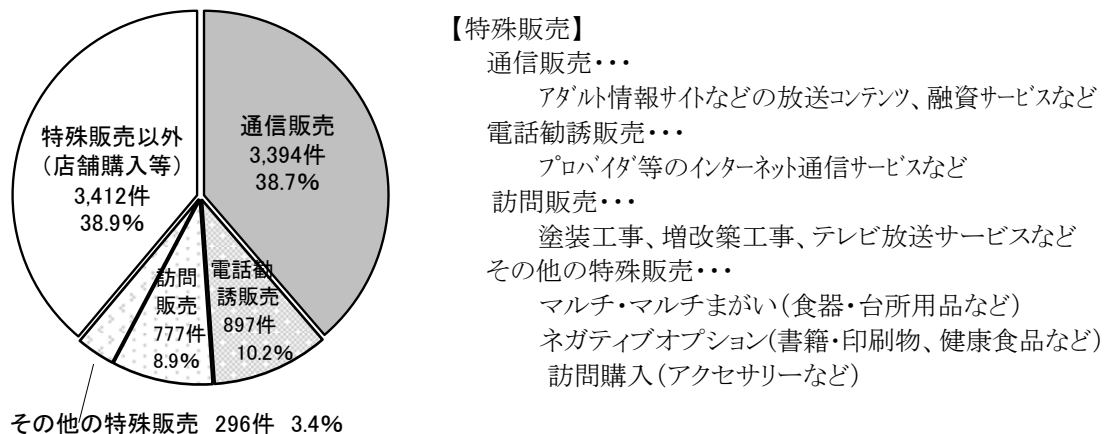 特殊販売以外
(店舗購入等)
3,412件
38.9%
通信販売
3,394件
38.7%
訪問
販売
777件
8.9%
電話勧
誘販売
897件
10.2%
その他の特殊販売 296件 3.4%
【特殊販売】
通信販売・・・
アダルト情報サイトなどの放送コンテンツ、融資サービスなど
電話勧誘販売・・・
プロバイダ等のインターネット通信サービスなど
訪問販売・・・
塗装工事、増改築工事、テレビ放送サービスなど
その他の特殊販売・・・
マルチ・マルチまがい(食器・台所用品など)
ネガティブオプション(書籍・印刷物、健康食品など)
訪問購入(アクセサリーなど)